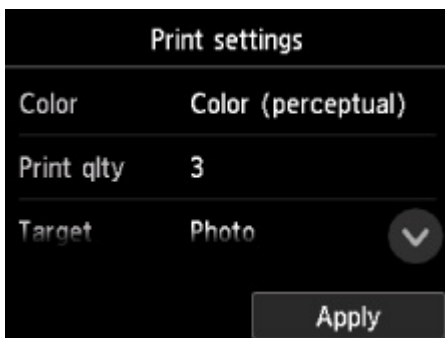 Print settings
Color Color (perceptual)
Print qlty 3
Target Photo
Apply